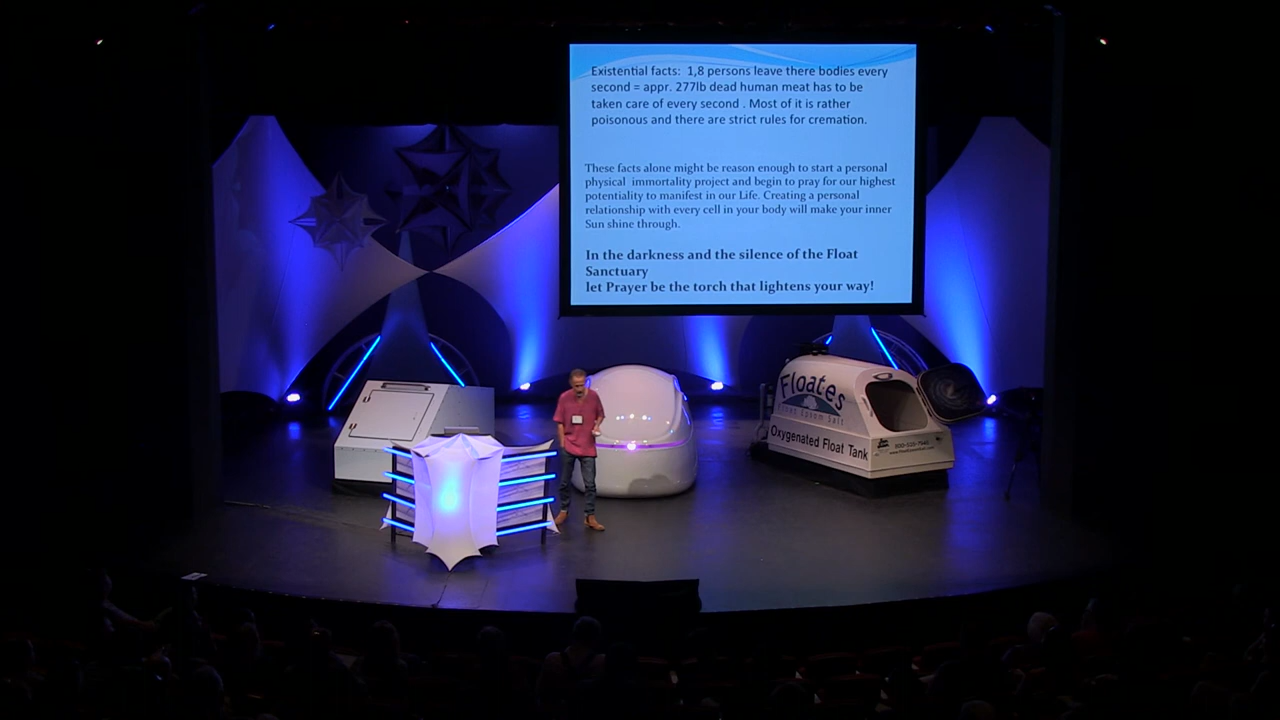 Existential facts:  1,8 persons leave there bodies every
second = appr. 277lb dead human meat has to be
taken care of every second . Most of it is rather
poisonous and there are strict rules for cremation.
These facts alone might be reason enough to start a personal
physical  immortality project and begin to pray for our highest
potentiality to manifest in our Life. Creating a personal
relationship with every cell in your body will make your inner
Sun shine through.
In the darkness and the silence of the Float
Sanctuary
let Prayer be the torch that lightens your way!
Floates
Epsom Salt
Oxygenated Float Tank